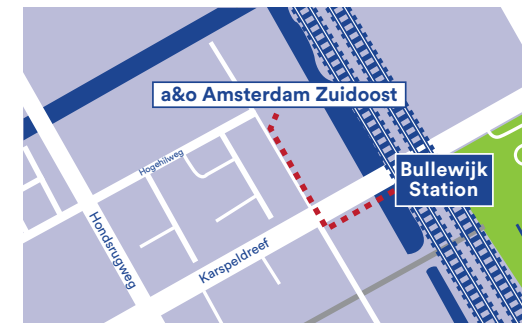 a&o Amsterdam Zuidoost
Hogehilweg
Bullewijk
Station
Hondsrugweg
Karspeldreef